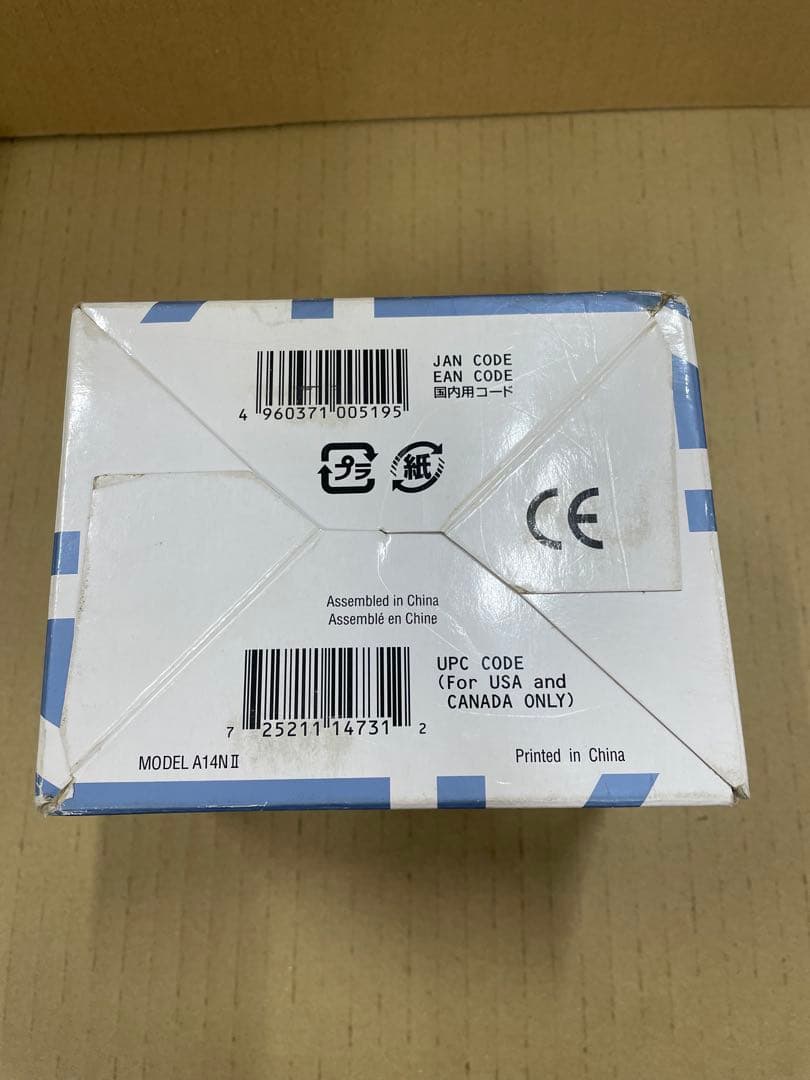 JAN CODE
EAN CODE
国内用コード
4 960371 005195
プラ
紙
CE
Assembled in China
Assemblé en Chine
UPC CODE
(For USA and
CANADA ONLY)
7 25211 14731 2
MODEL A14NⅡ
Printed in China